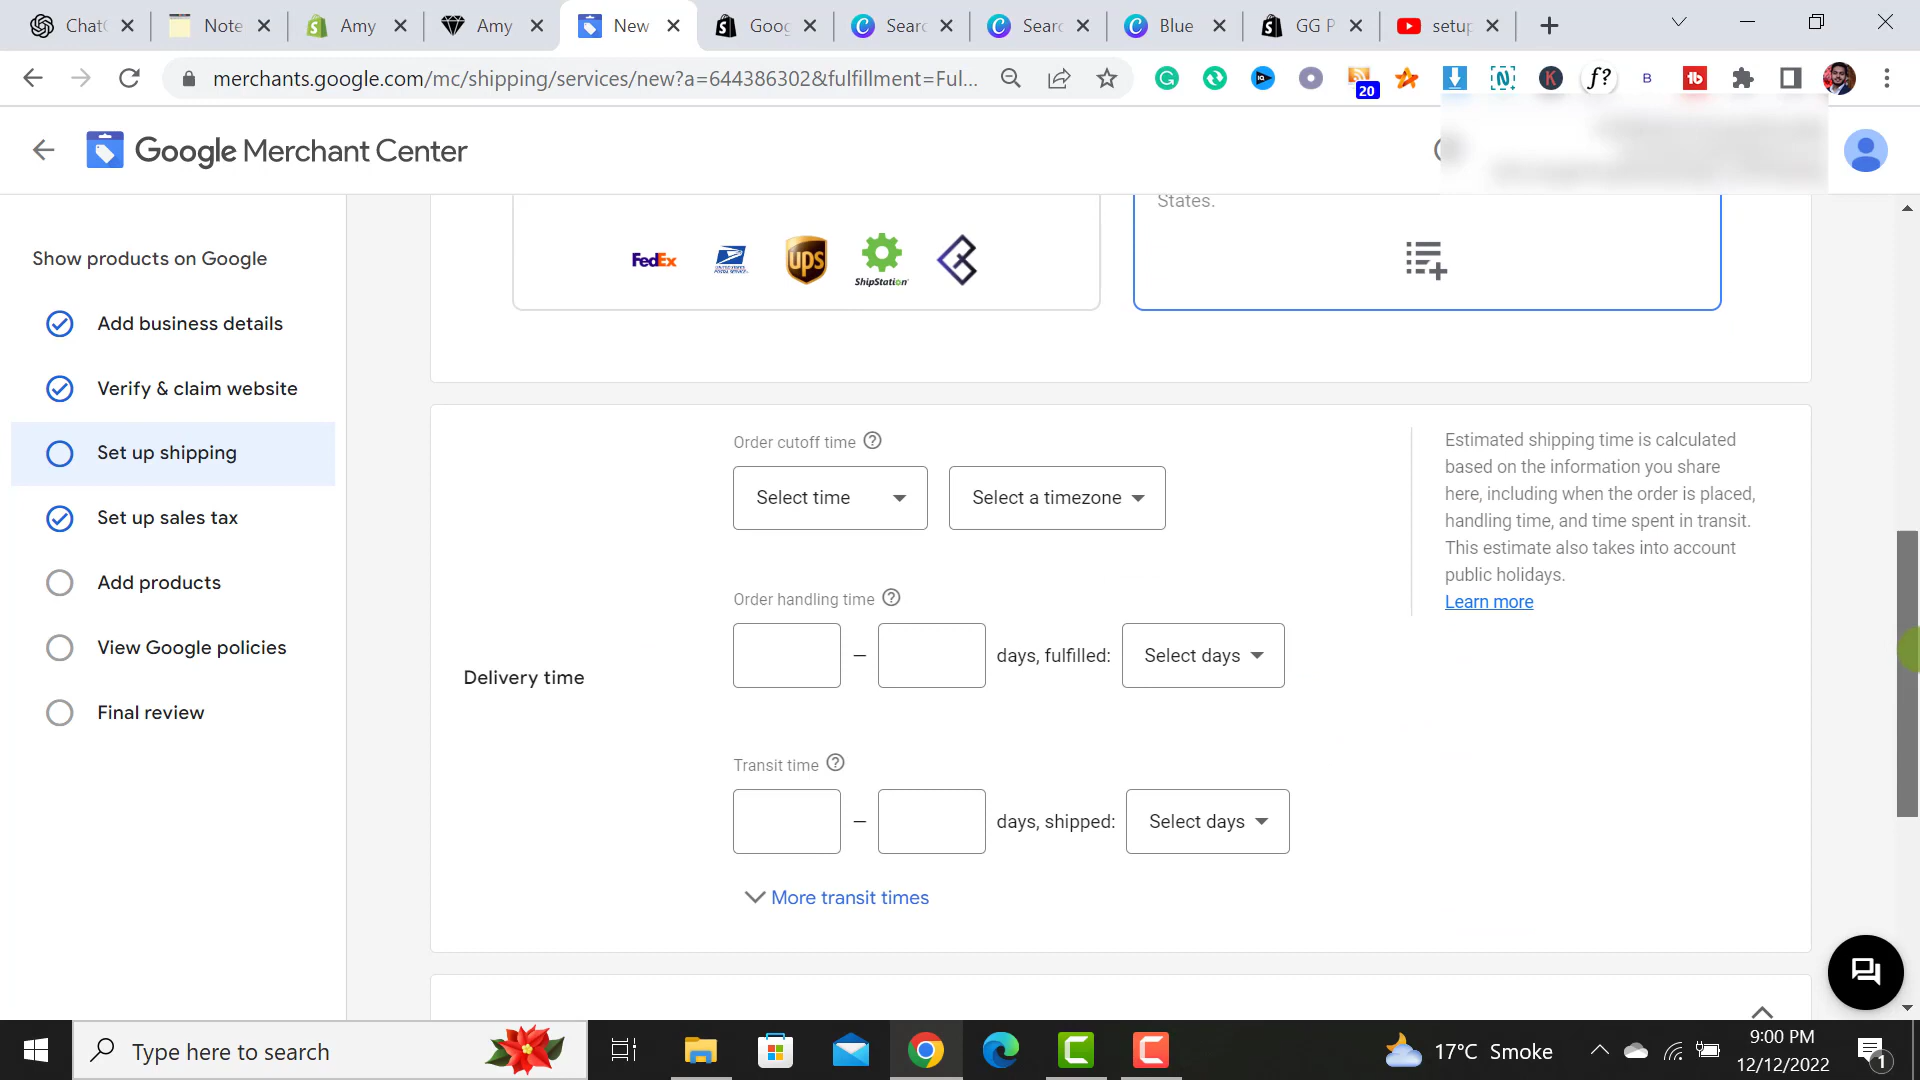 Chat
Note
Amy
Amy
New
Goog
Sear
Sear
Blue
GG P
setup
merchants.google.com/mc/shipping/services/new?a=644386302&fulfillment=Ful...
20
f?
B
K
Google Merchant Center
States.
FedEx
ups
ShipStation
Show products on Google
Add business details
Verify & claim website
Set up shipping
Set up sales tax
Add products
View Google policies
Final review
Order cutoff time
Select time
Select a timezone
Order handling time
– days, fulfilled: Select days
Delivery time
Transit time
– days, shipped: Select days
More transit times
Estimated shipping time is calculated
based on the information you share
here, including when the order is placed,
handling time, and time spent in transit.
This estimate also takes into account
public holidays.
Learn more
Type here to search
17°C Smoke
9:00 PM
12/12/2022
1